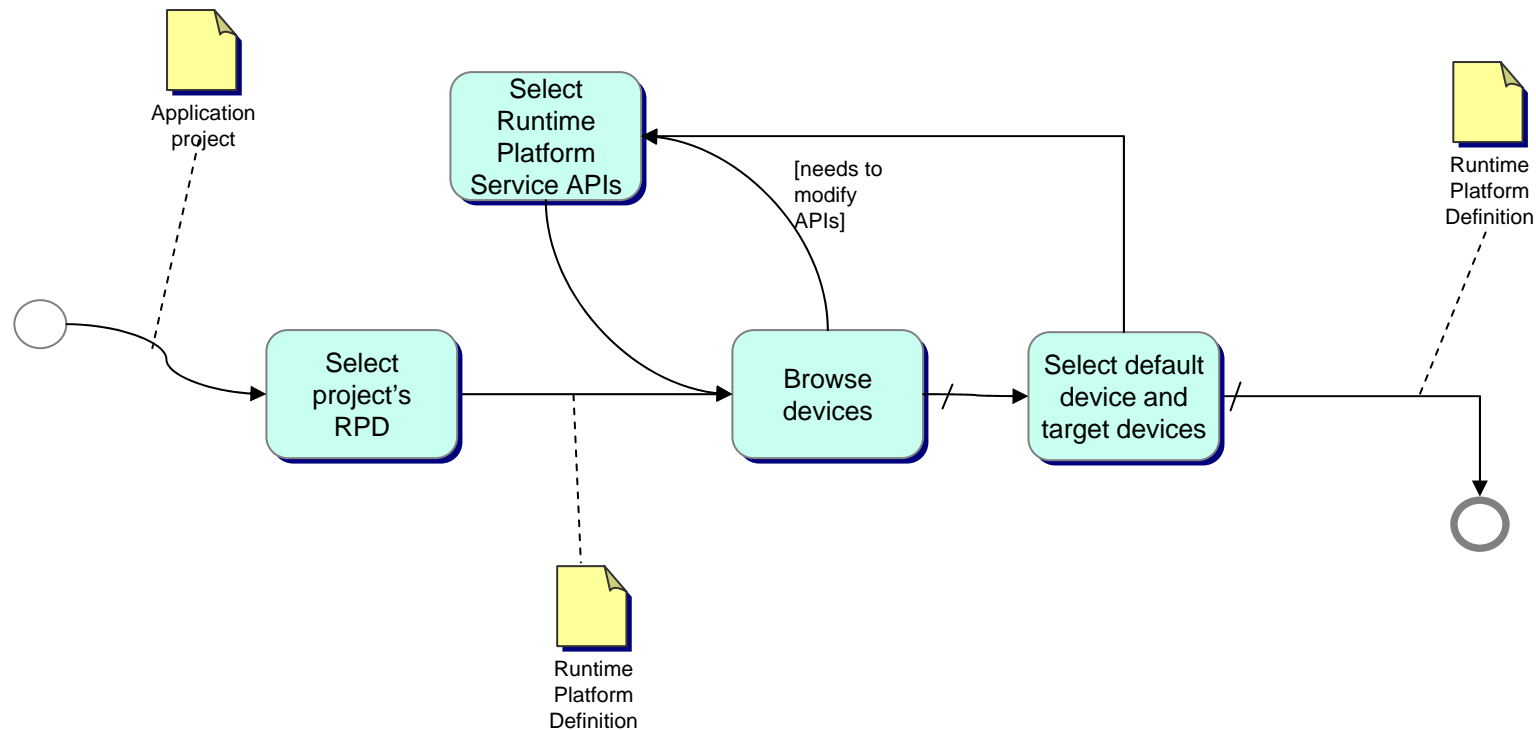 Application
project
Select
Runtime
Platform
Service APIs
[needs to
modify
APIs]
Runtime
Platform
Definition
Select
project's
RPD
Browse
devices
Select default
device and
target devices
Runtime
Platform
Definition